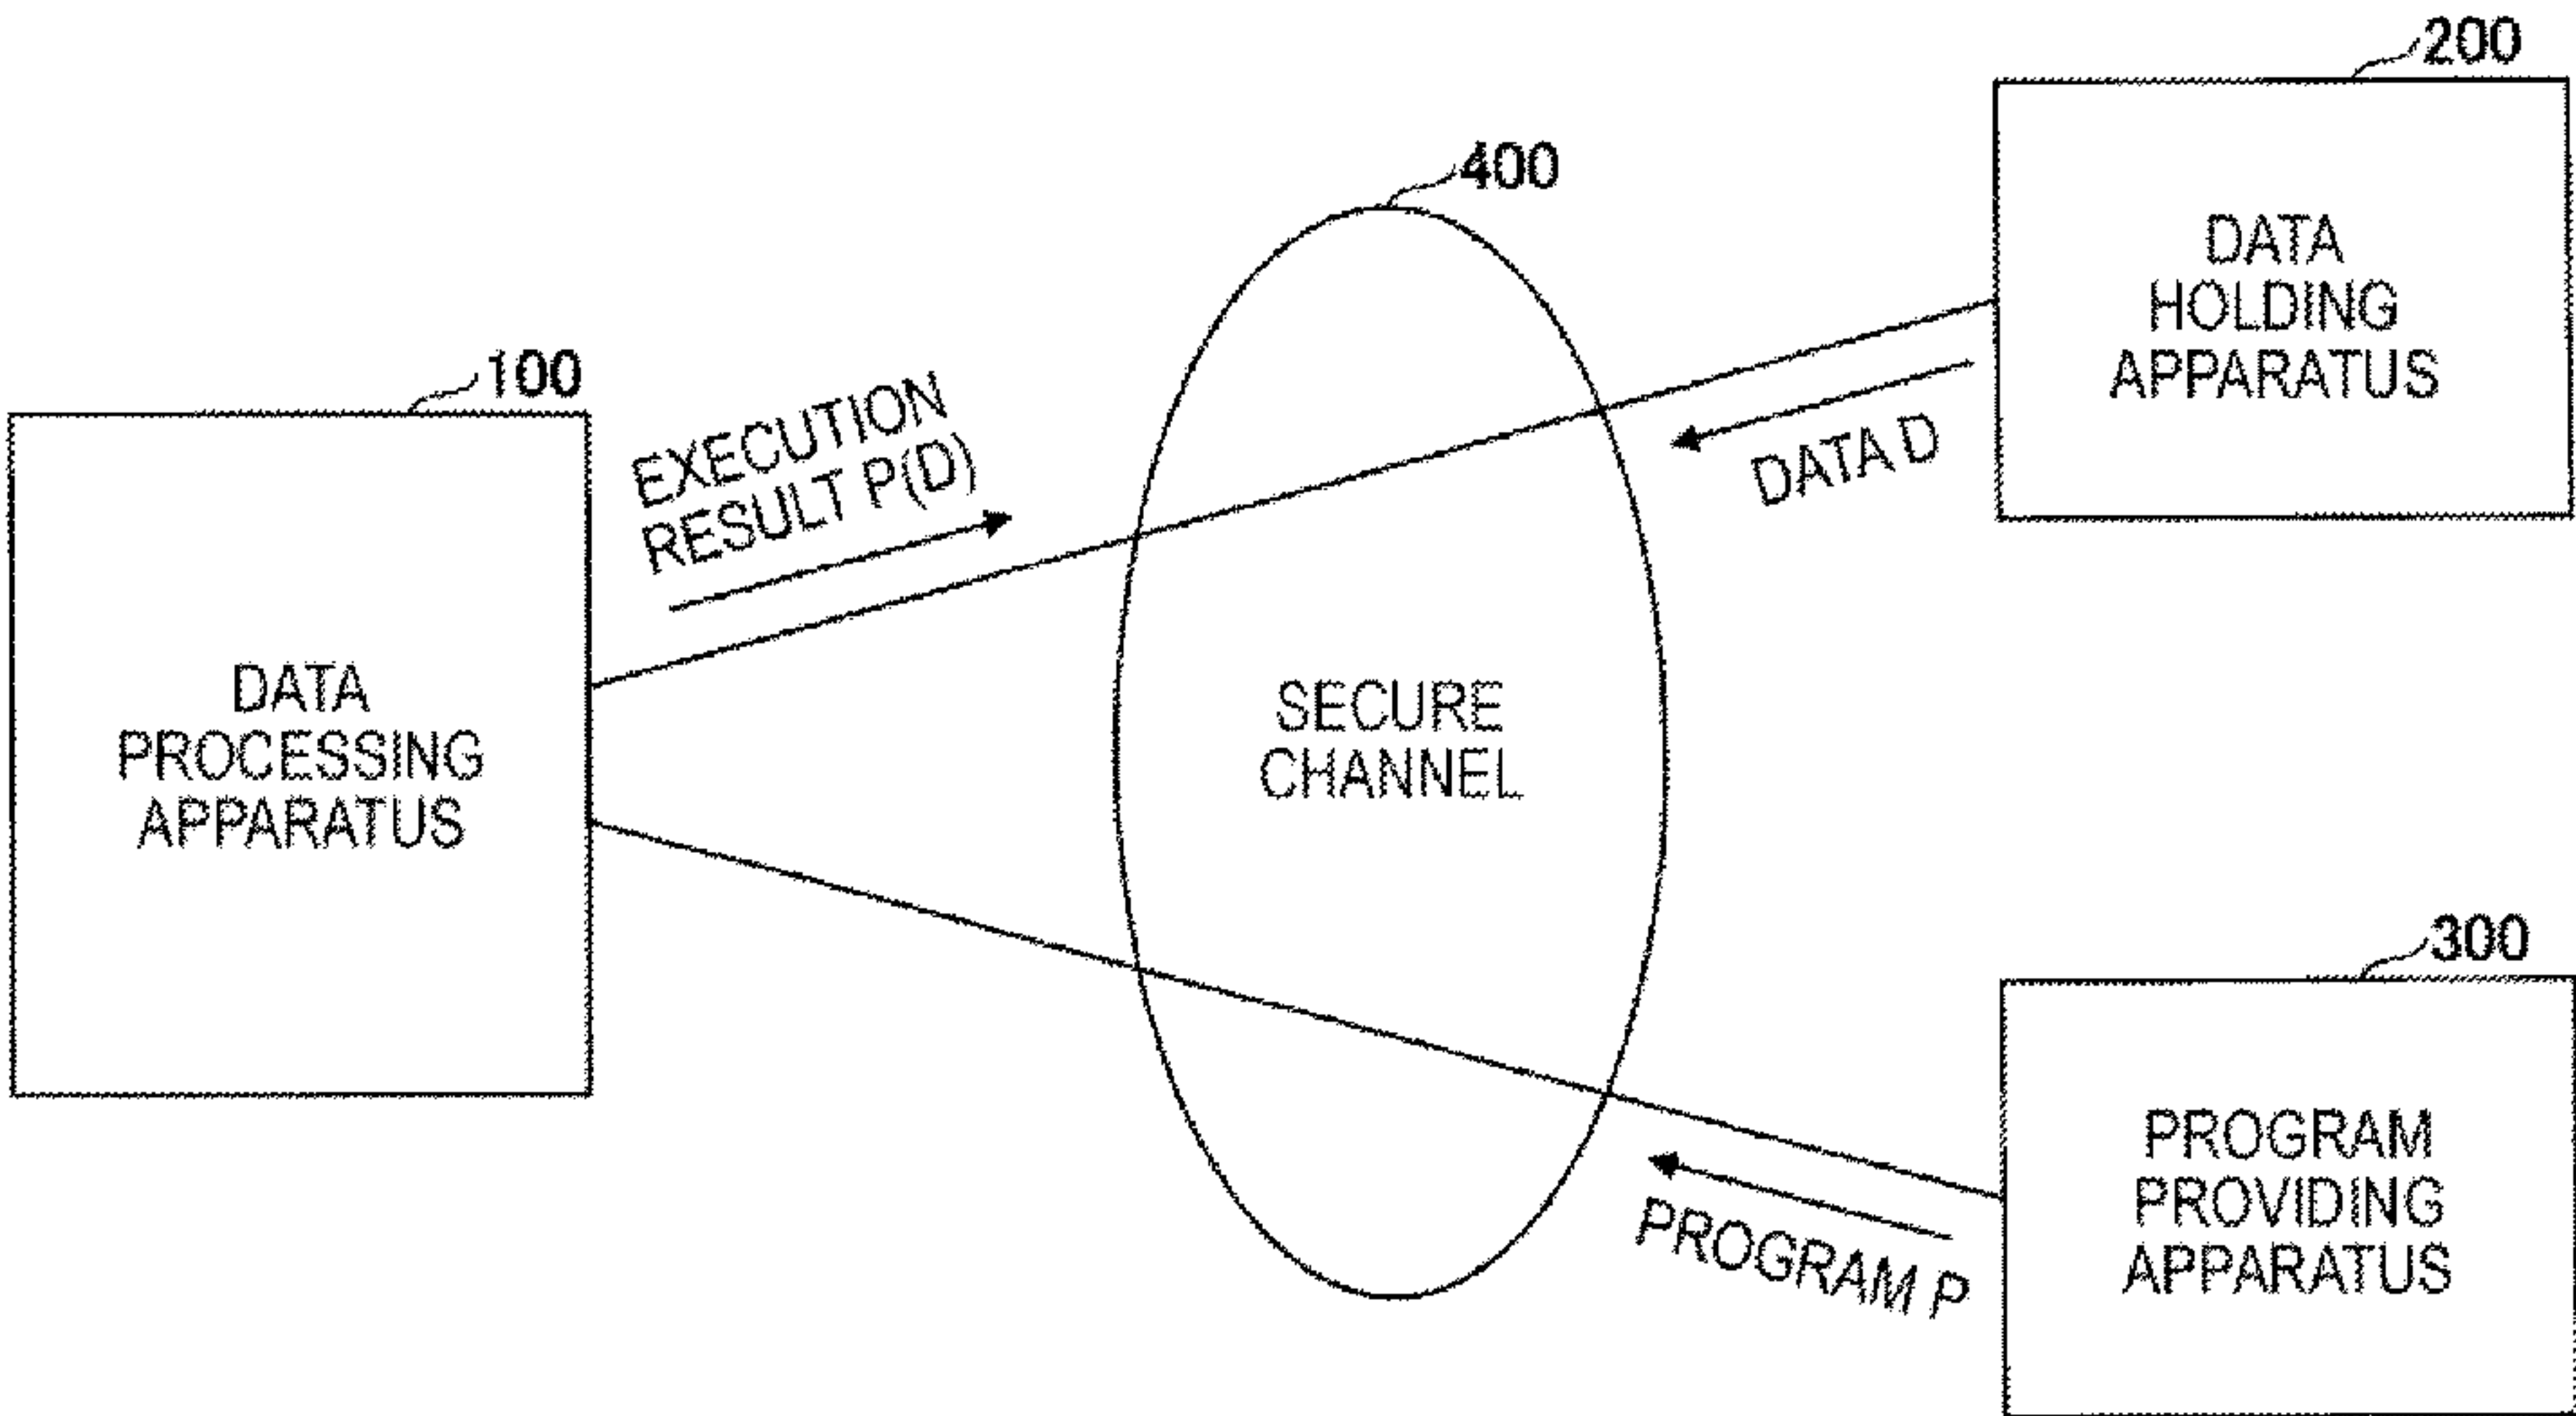 200
DATA
HOLDING
APPARATUS
400
100
EXECUTION
RESULT P(D)
DATA D
DATA
PROCESSING
APPARATUS
SECURE
CHANNEL
300
PROGRAM
PROVIDING
APPARATUS
PROGRAM P